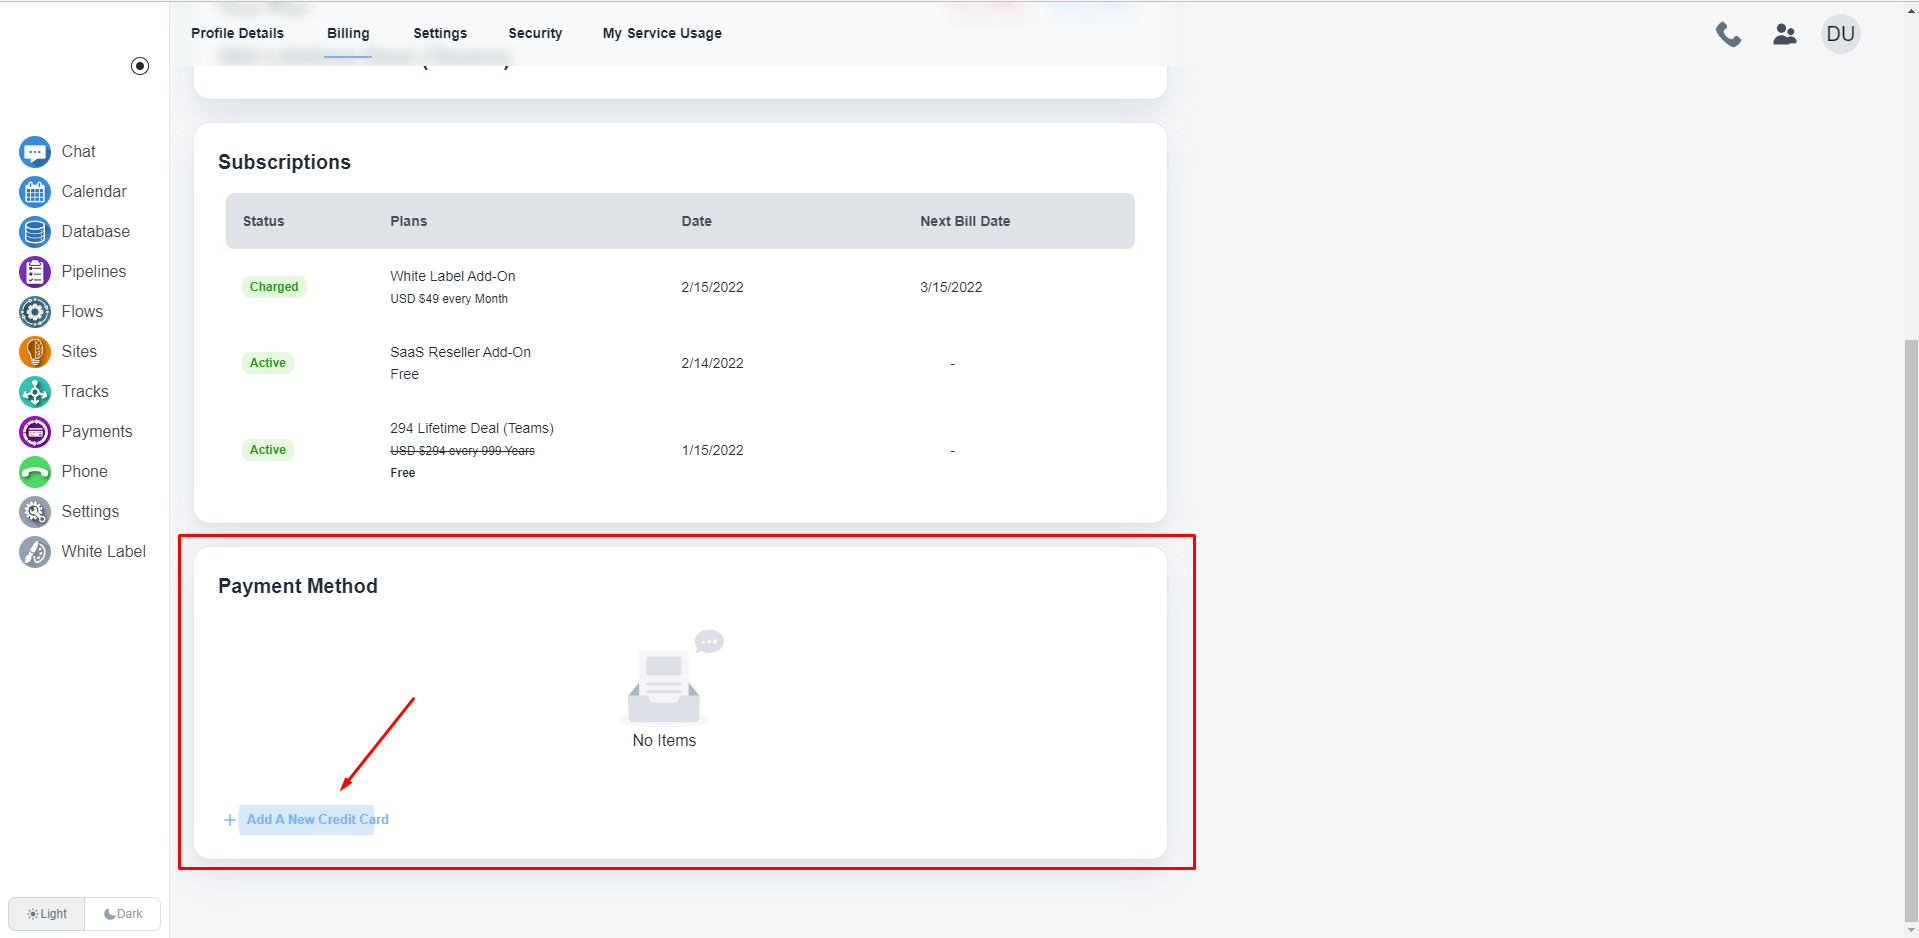 Profile Details
Billing
Settings
Security
My Service Usage
DU
Chat
Calendar
Database
Pipelines
Flows
Sites
Tracks
Payments
Phone
Settings
White Label
Light
Dark
Subscriptions
Status Plans Date Next Bill Date
Charged
White Label Add-On
USD $49 every Month
2/15/2022
3/15/2022
Active
SaaS Reseller Add-On
Free
2/14/2022
-
Active
294 Lifetime Deal (Teams)
USD $294 every 999 Years
Free
1/15/2022
-
Payment Method
No Items
+ Add A New Credit Card